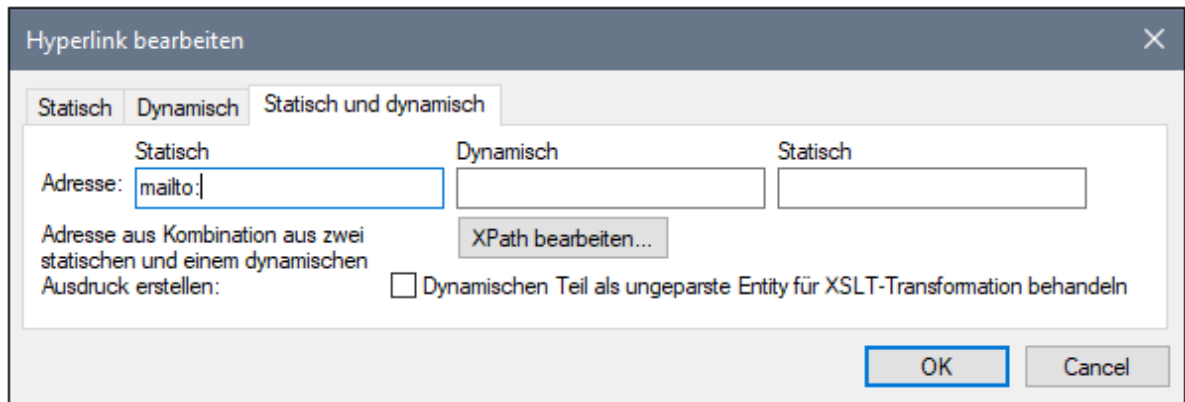 Hyperlink bearbeiten
Statisch Dynamisch Statisch und dynamisch
Statisch Dynamisch Statisch
Adresse: mailto:
Adresse aus Kombination aus zwei
statischen und einem dynamischen
Ausdruck erstellen:
XPath bearbeiten...
Dynamischen Teil als ungeparste Entity für XSLT-Transformation behandeln
OK Cancel